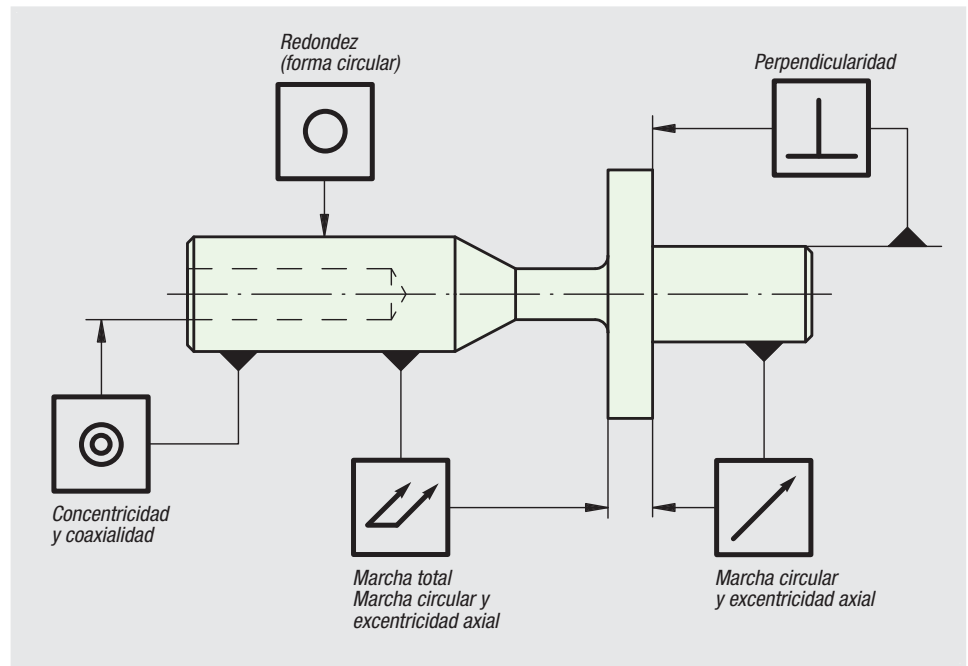 Redondez
(forma circular)
Perpendicularidad
Concentricidad
y coaxialidad
Marcha total
Marcha circular y
excentricidad axial
Marcha circular
y excentricidad axial